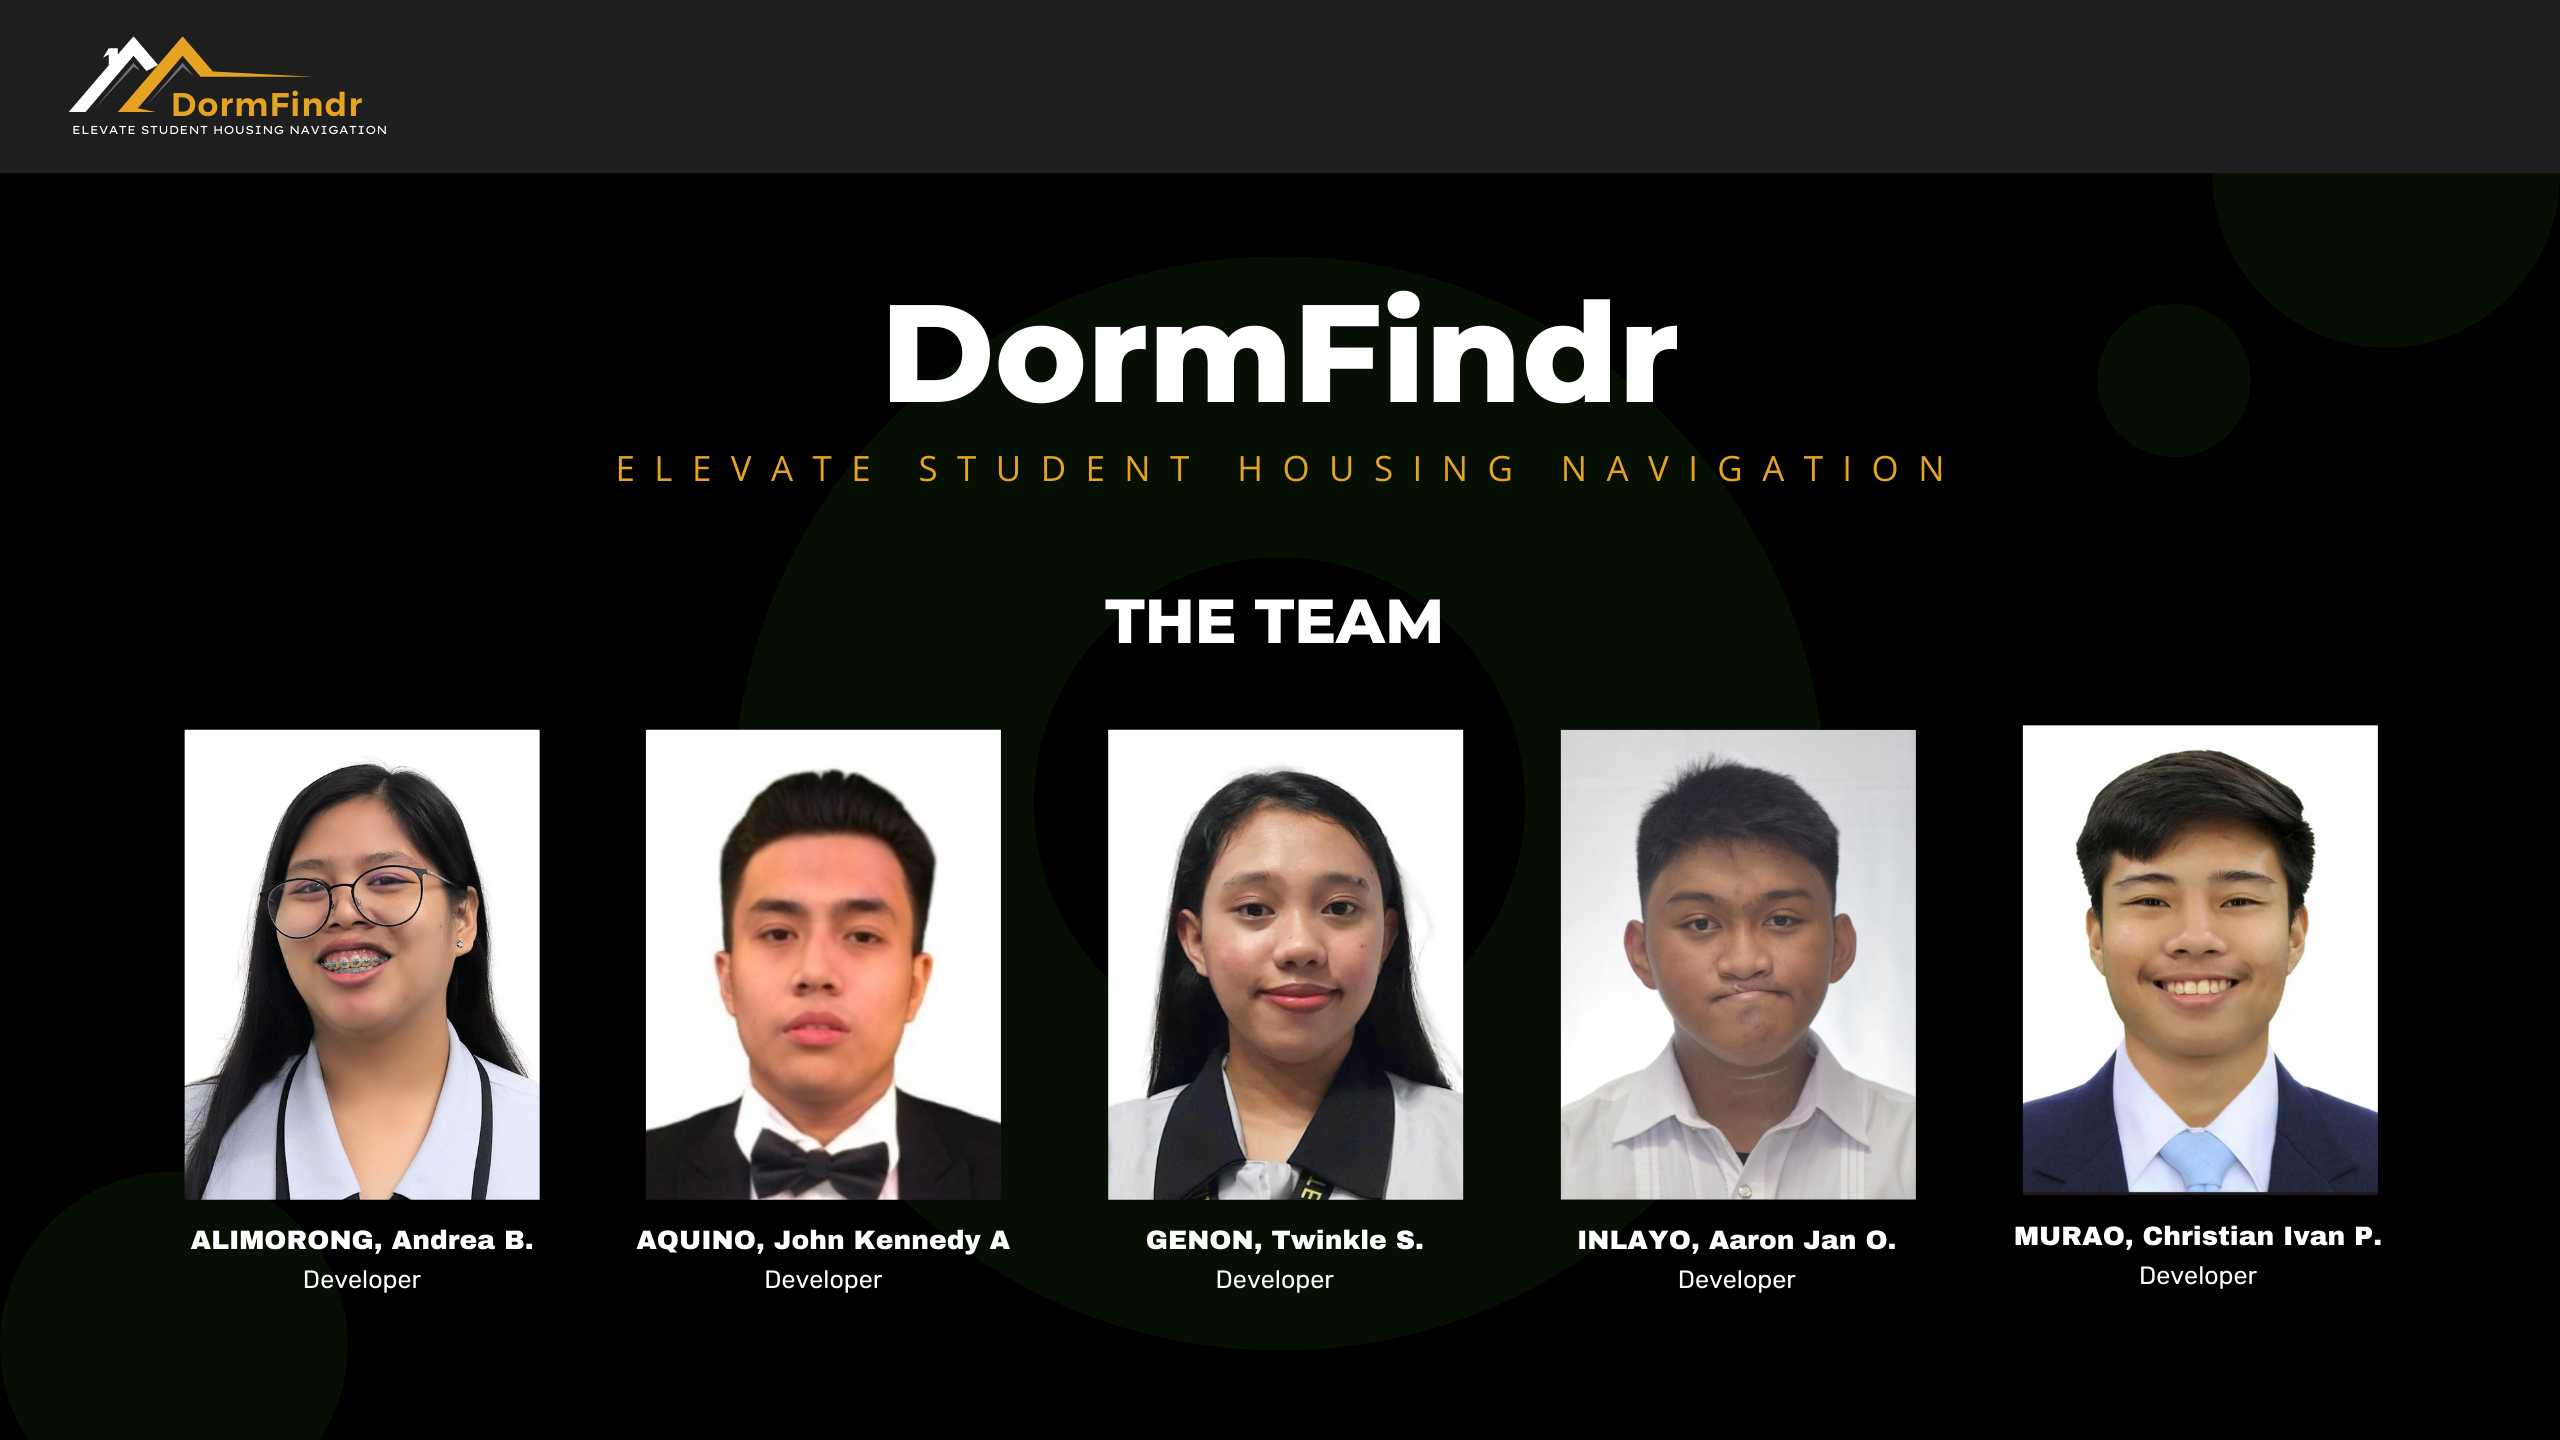 DormFindr
ELEVATE STUDENT HOUSING NAVIGATION
DormFindr
ELEVATE STUDENT HOUSING NAVIGATION
THE TEAM
ALIMORONG, Andrea B.
Developer
AQUINO, John Kennedy A
Developer
GENON, Twinkle S.
Developer
INLAYO, Aaron Jan O.
Developer
MURAO, Christian Ivan P.
Developer